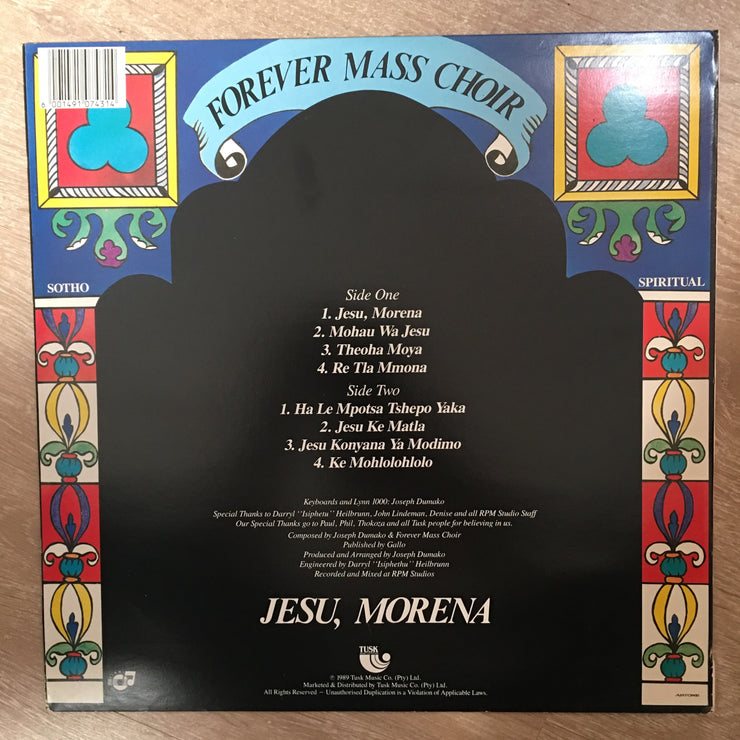 6 001491 074314
FOREVER MASS CHOIR
SOTHO
SPIRITUAL
Side One
1. Jesu, Morena
2. Mohau Wa Jesu
3. Theoha Moya
4. Re Tla Mmona
Side Two
1. Ha Le Mpotsa Tshepo Yaka
2. Jesu Ke Matla
3. Jesu Konyana Ya Modimo
4. Ke Mohlolohlolo
Keyboards and Lynn 1000: Joseph Dumako
Special Thanks to Darryl "Isiphetu" Heilbrunn, John Lindeman, Denise and all RPM Studio Staff
Our Special Thanks go to Paul, Phil, Thokoza and all Tusk people for believing in us.
Composed by Joseph Dumako & Forever Mass Choir
Published by Gallo
Produced and Arranged by Joseph Dumako
Engineered by Darryl "Isiphethu" Heilbrunn
Recorded and Mixed at RPM Studios
JESU, MORENA
TUSK
℗ 1989 Tusk Music Co. (Pty) Ltd.
Marketed & Distributed by Tusk Music Co. (Pty) Ltd.
All Rights Reserved – Unauthorised Duplication is a Violation of Applicable Laws.